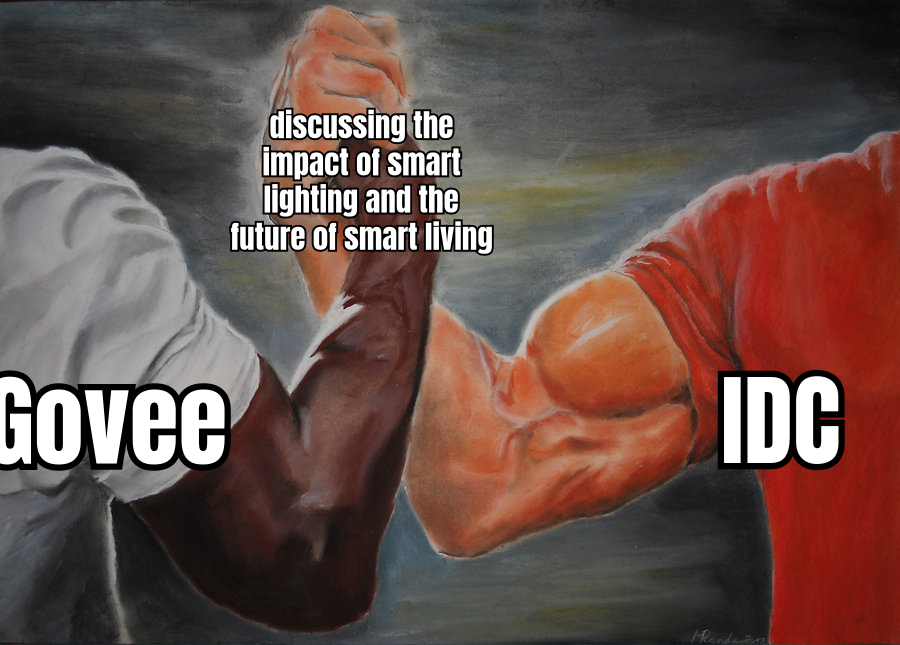 discussing the
impact of smart
lighting and the
future of smart living
Govee
IDC